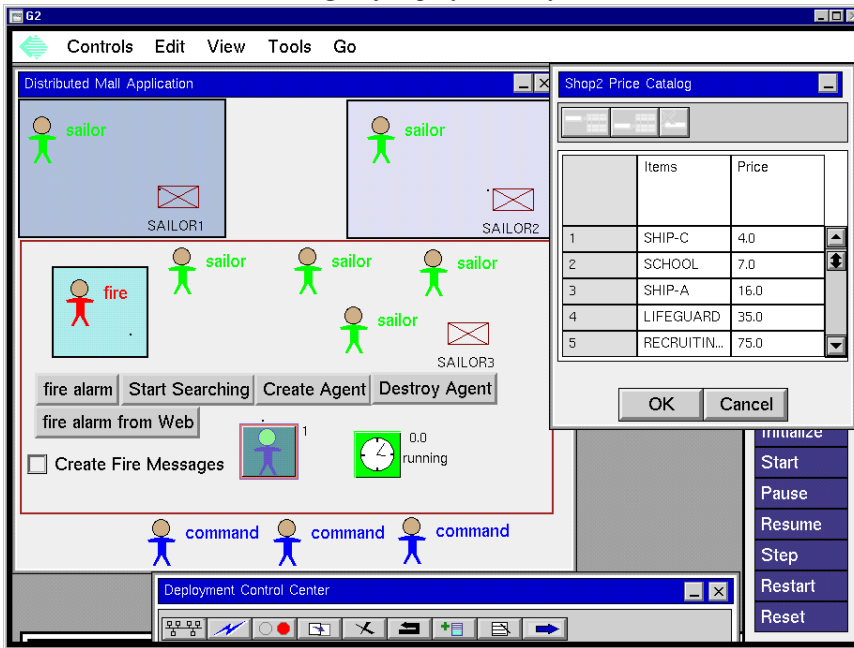 G2
Controls Edit View Tools Go
Distributed Mall Application
sailor
sailor
SAILOR1
SAILOR2
sailor
sailor
sailor
fire
sailor
SAILOR3
fire alarm Start Searching Create Agent Destroy Agent
fire alarm from Web
1
0.0
running
Create Fire Messages
command command command
Shop2 Price Catalog
Items Price
1 SHIP-C 4.0
2 SCHOOL 7.0
3 SHIP-A 16.0
4 LIFEGUARD 35.0
5 RECRUITIN... 75.0
OK Cancel
Initialize
Start
Pause
Resume
Step
Restart
Reset
Deployment Control Center